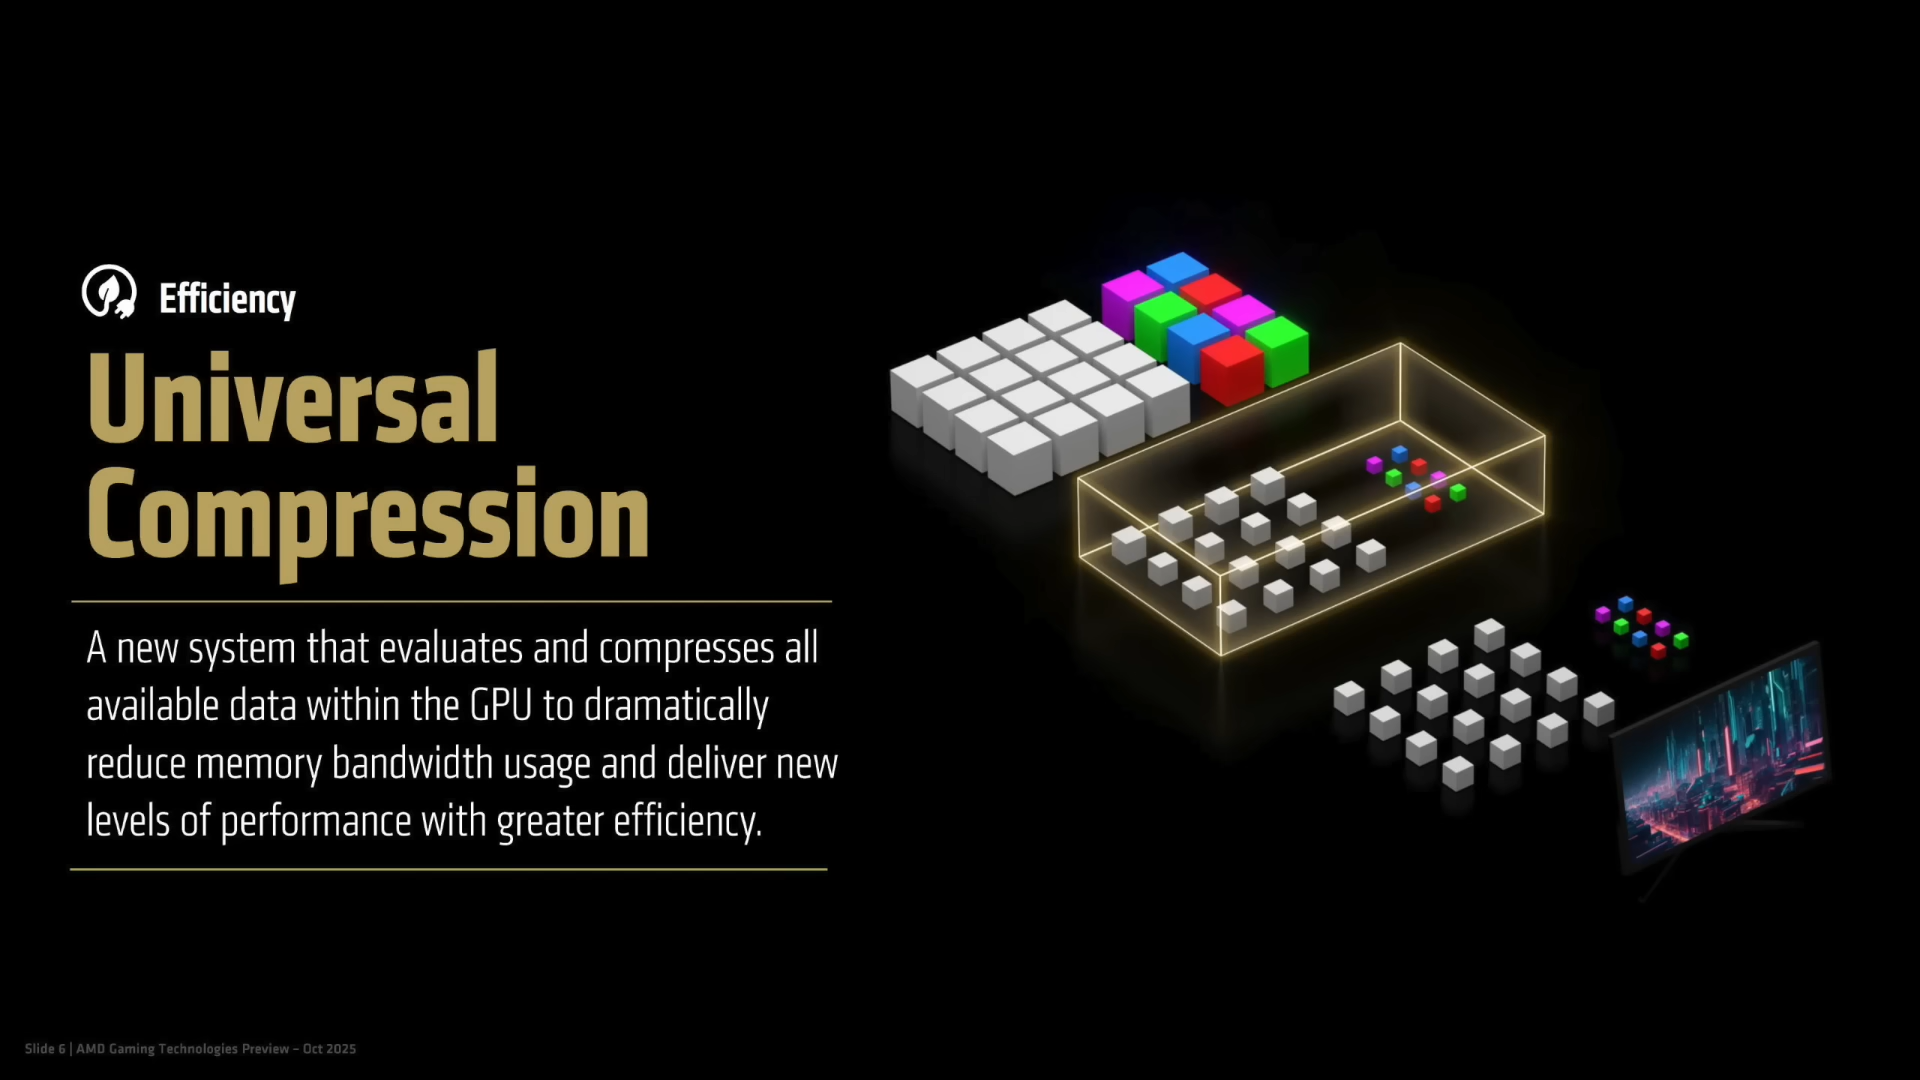 Efficiency
Universal
Compression
A new system that evaluates and compresses all
available data within the GPU to dramatically
reduce memory bandwidth usage and deliver new
levels of performance with greater efficiency.
Slide 6 | AMD Gaming Technologies Preview – Oct 2025